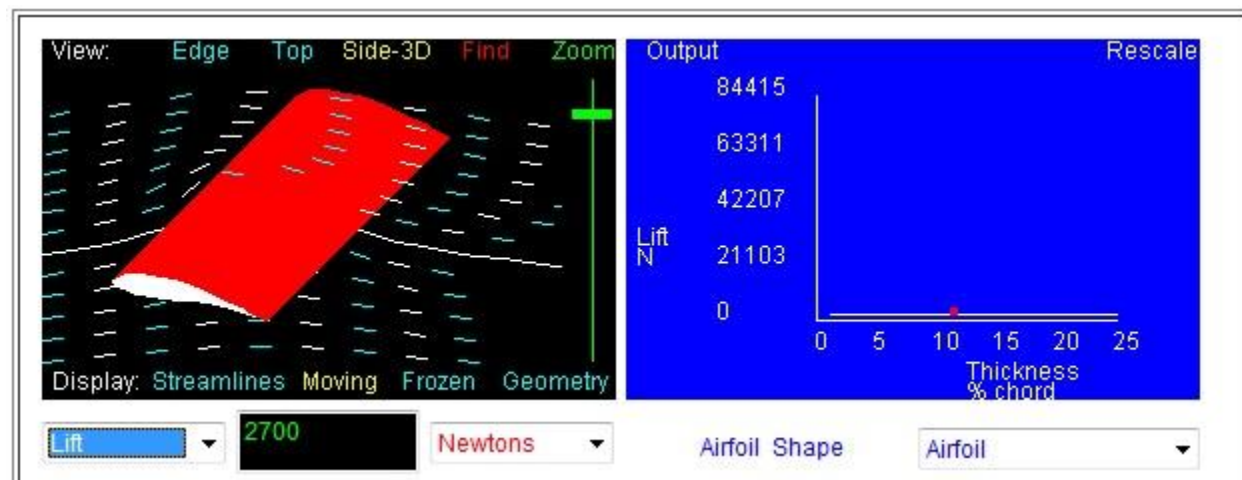 View: Edge Top Side-3D Find Zoom
Display: Streamlines Moving Frozen Geometry
Output Rescale
84415
63311
42207
Lift
N
21103
0
0 5 10 15 20 25
Thickness
% chord
Lift 2700 Newtons Airfoil Shape Airfoil